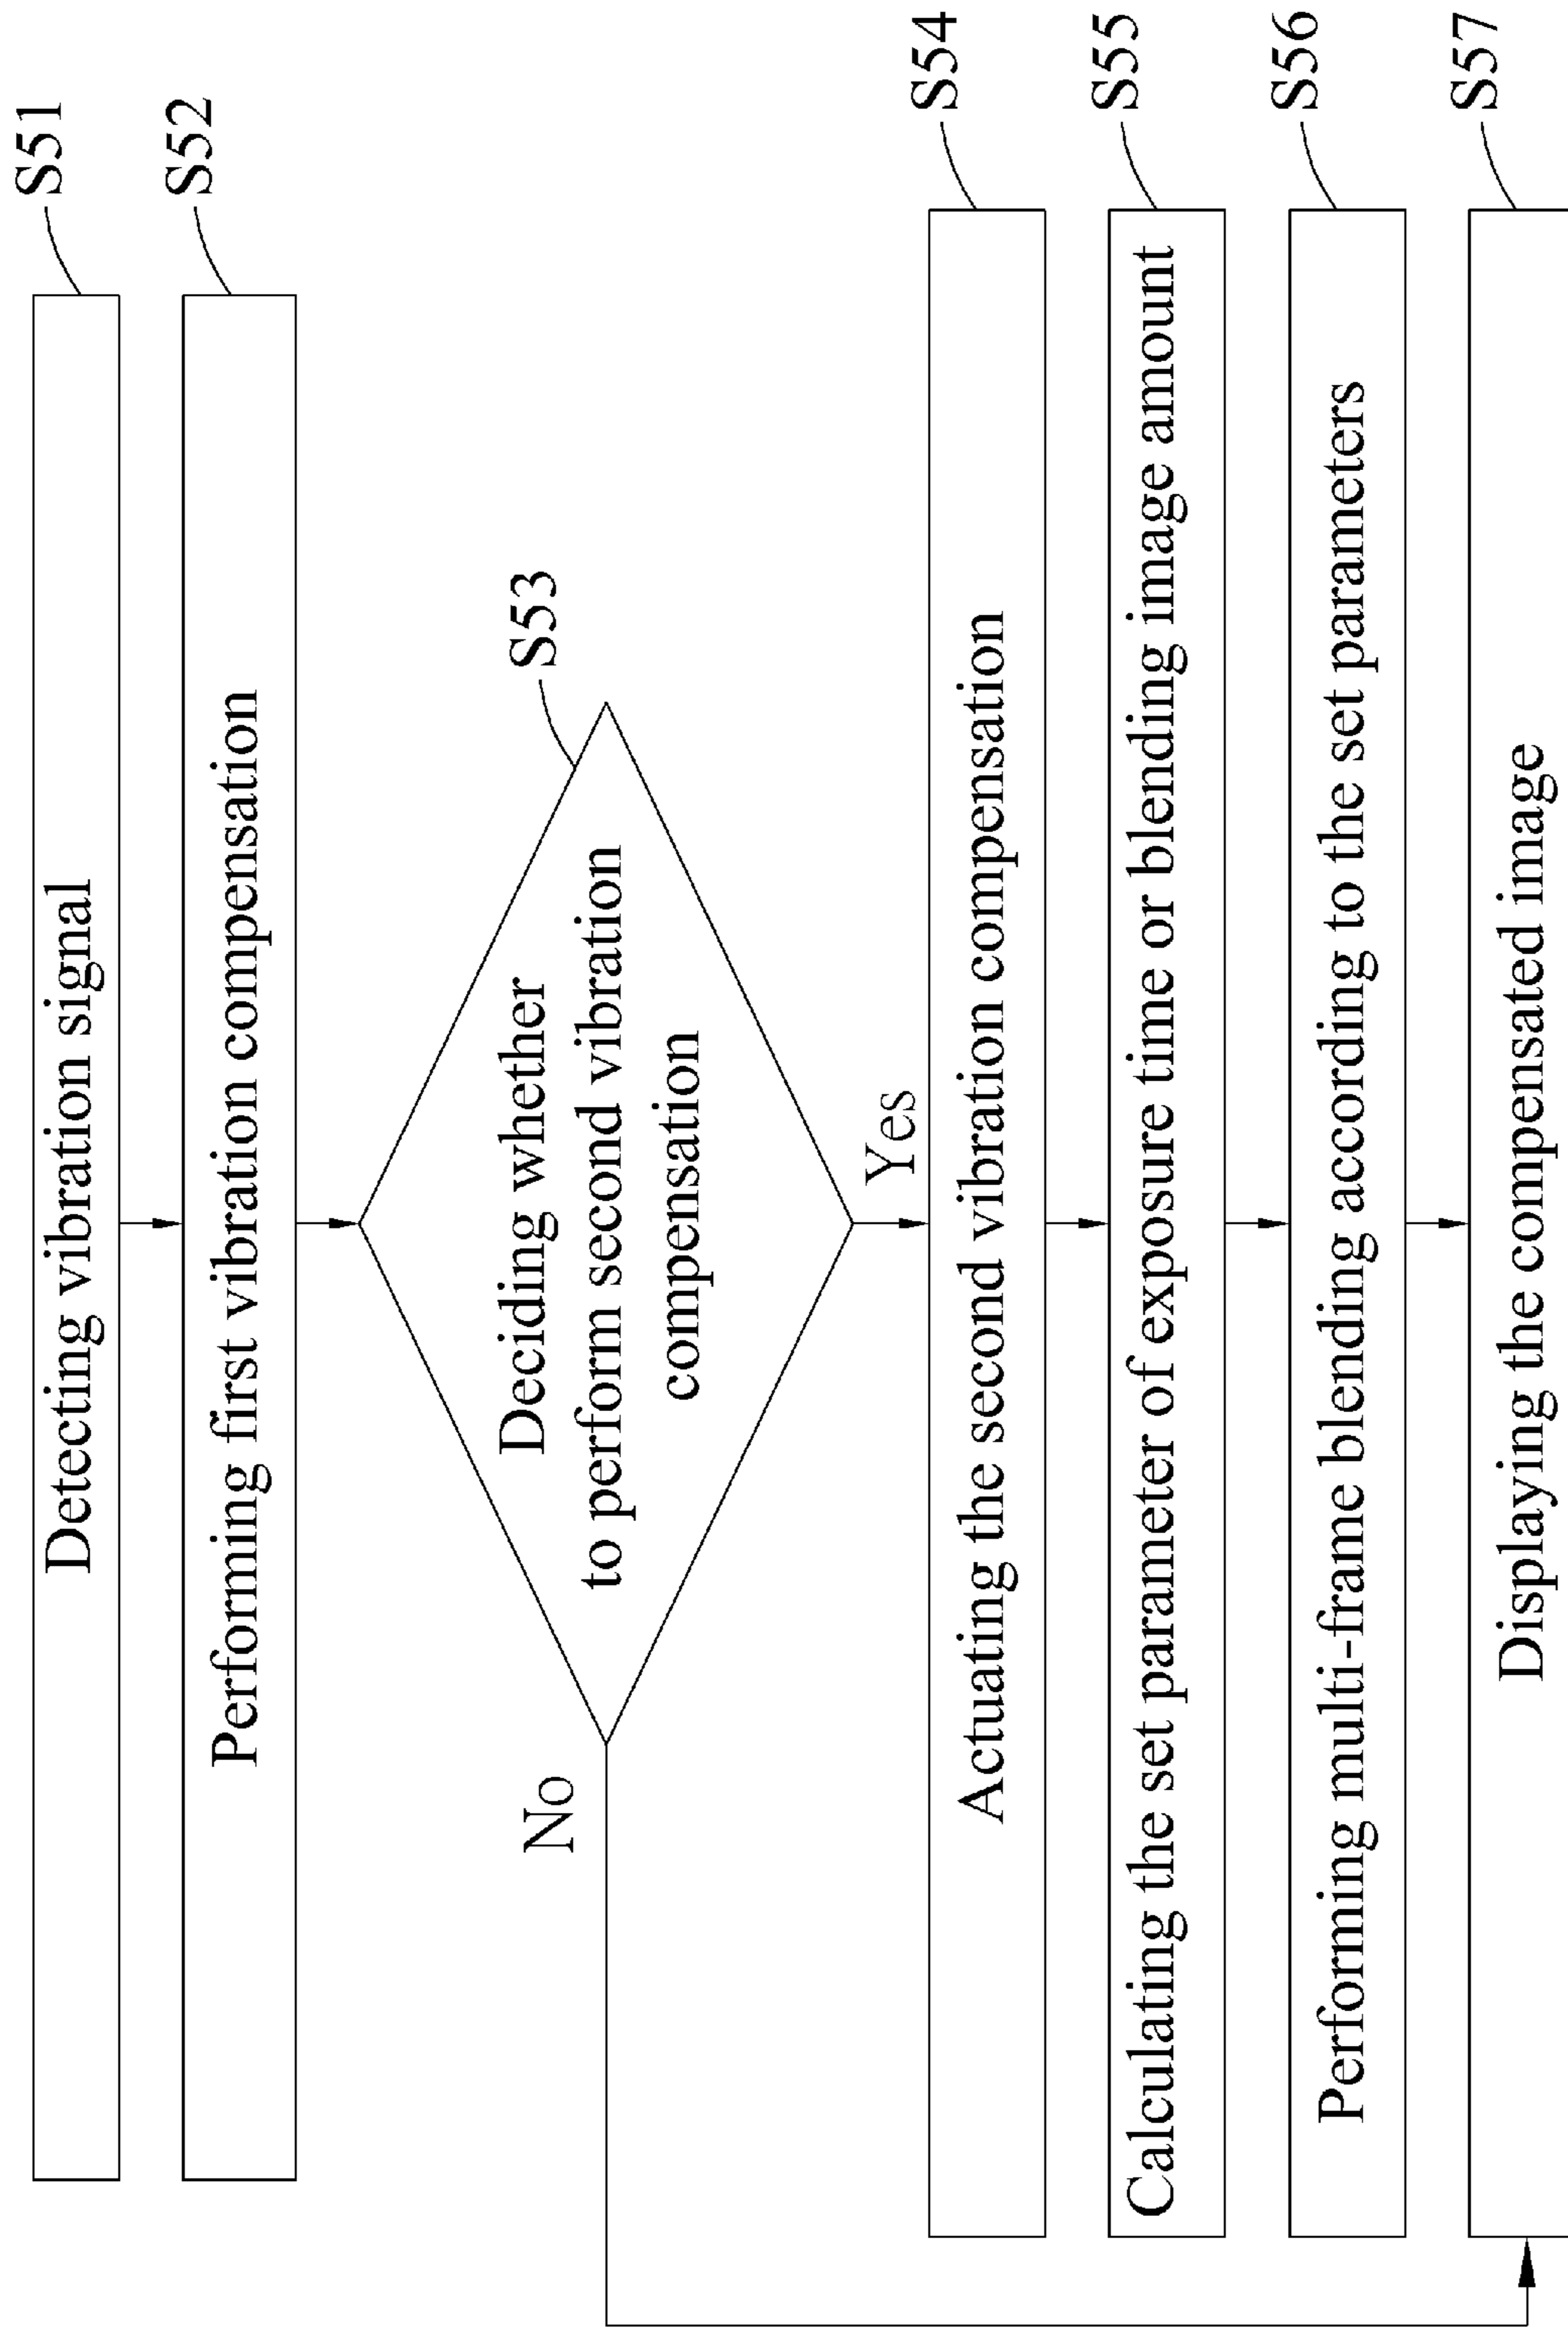 Detecting vibration signal
S51
Performing first vibration compensation
S52
Deciding whether
to perform second vibration
compensation
S53
No
Yes
Actuating the second vibration compensation
S54
Calculating the set parameter of exposure time or blending image amount
S55
Performing multi-frame blending according to the set parameters
S56
Displaying the compensated image
S57